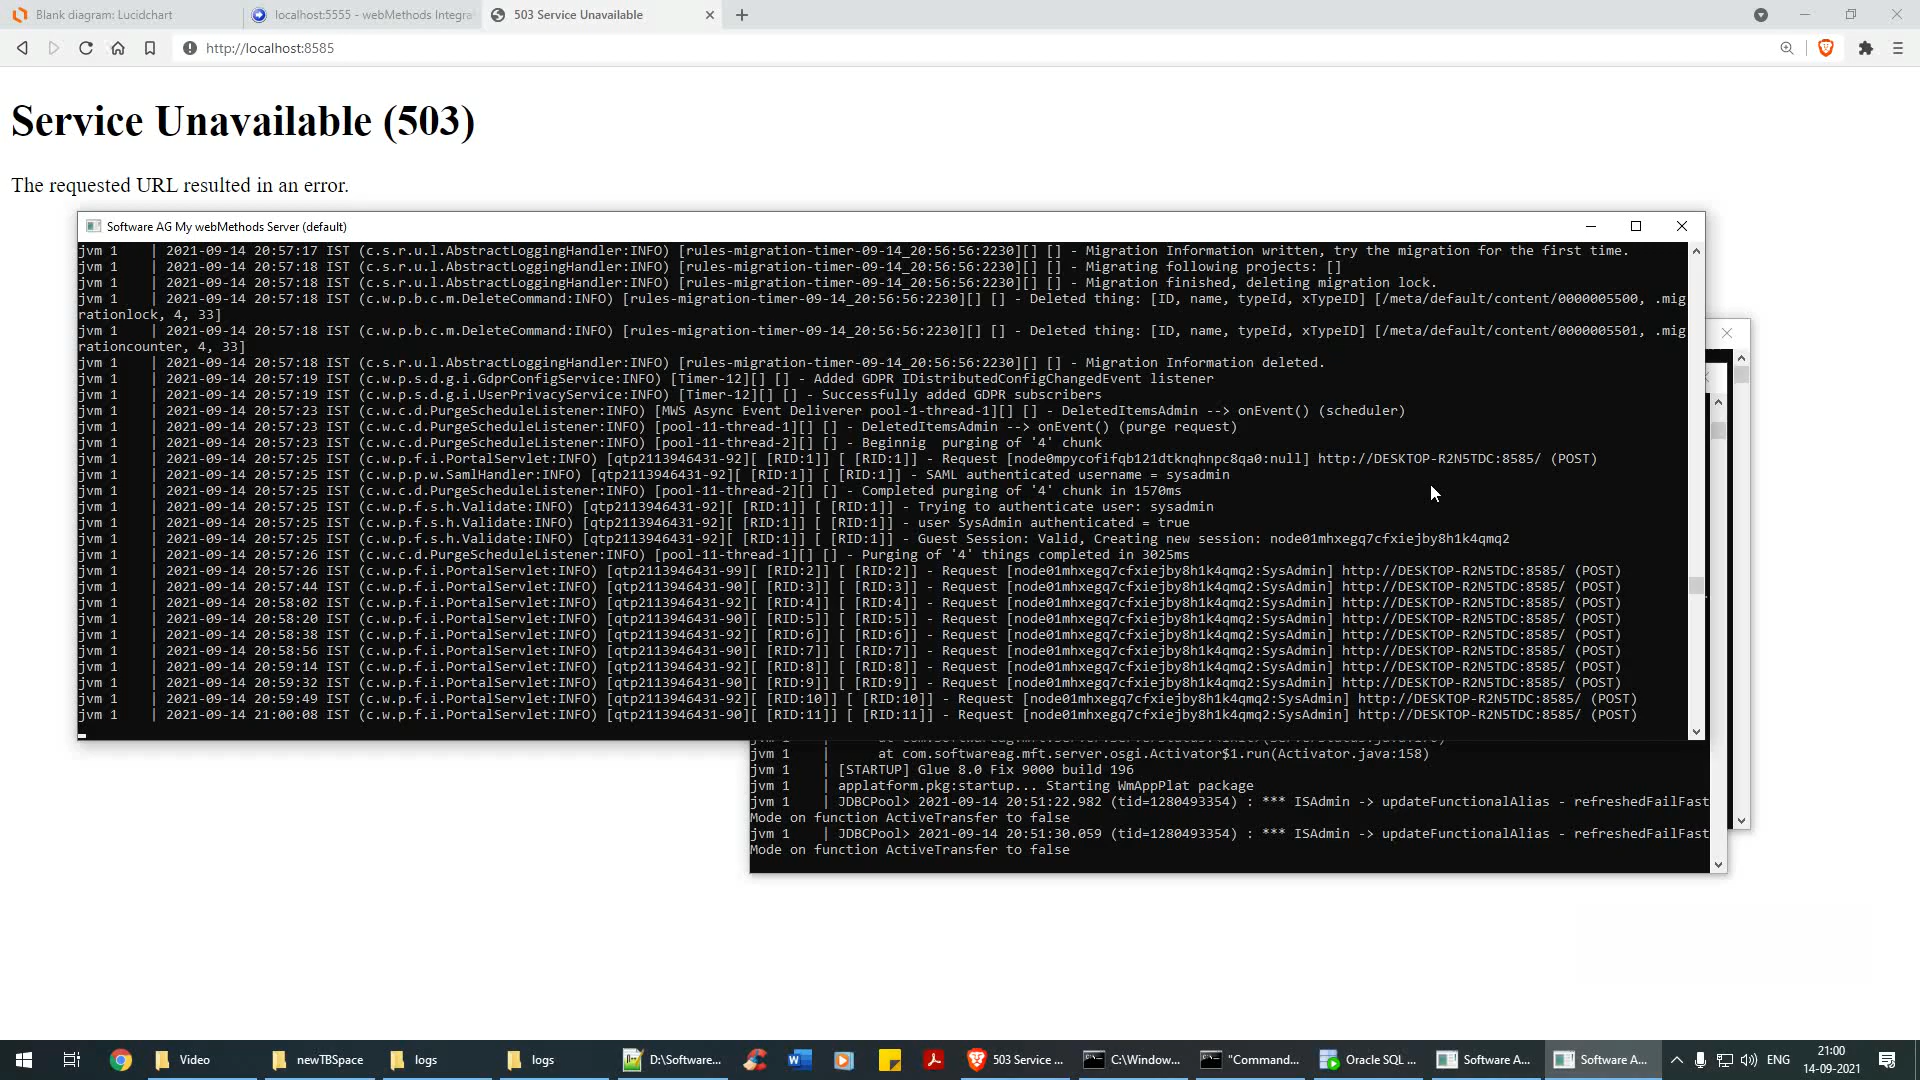 Blank diagram: Lucidchart
localhost:5555 - webMethods Integra
503 Service Unavailable
http://localhost:8585
Service Unavailable (503)
The requested URL resulted in an error.
Software AG My webMethods Server (default)
jvm 1    | 2021-09-14 20:57:17 IST (c.s.r.u.l.AbstractLoggingHandler:INFO) [rules-migration-timer-09-14_20:56:56:2230][] [] - Migration Information written, try the migration for the first time.
jvm 1    | 2021-09-14 20:57:18 IST (c.s.r.u.l.AbstractLoggingHandler:INFO) [rules-migration-timer-09-14_20:56:56:2230][] [] - Migrating following projects: []
jvm 1    | 2021-09-14 20:57:18 IST (c.s.r.u.l.AbstractLoggingHandler:INFO) [rules-migration-timer-09-14_20:56:56:2230][] [] - Migration finished, deleting migration lock.
jvm 1    | 2021-09-14 20:57:18 IST (c.w.p.b.c.m.DeleteCommand:INFO) [rules-migration-timer-09-14_20:56:56:2230][] [] - Deleted thing: [ID, name, typeId, xTypeID] [/meta/default/content/0000005500, .mig
rationlock, 4, 33]
jvm 1    | 2021-09-14 20:57:18 IST (c.w.p.b.c.m.DeleteCommand:INFO) [rules-migration-timer-09-14_20:56:56:2230][] [] - Deleted thing: [ID, name, typeId, xTypeID] [/meta/default/content/0000005501, .mig
rationcounter, 4, 33]
jvm 1    | 2021-09-14 20:57:18 IST (c.s.r.u.l.AbstractLoggingHandler:INFO) [rules-migration-timer-09-14_20:56:56:2230][] [] - Migration Information deleted.
jvm 1    | 2021-09-14 20:57:19 IST (c.w.p.s.d.g.i.GdprConfigService:INFO) [Timer-12][] [] - Added GDPR IDistributedConfigChangedEvent listener
jvm 1    | 2021-09-14 20:57:19 IST (c.w.p.s.d.g.i.UserPrivacyService:INFO) [Timer-12][] [] - Successfully added GDPR subscribers
jvm 1    | 2021-09-14 20:57:23 IST (c.w.c.d.PurgeScheduleListener:INFO) [MWS Async Event Deliverer pool-1-thread-1][] [] - DeletedItemsAdmin --> onEvent() (scheduler)
jvm 1    | 2021-09-14 20:57:23 IST (c.w.c.d.PurgeScheduleListener:INFO) [pool-11-thread-1][] [] - DeletedItemsAdmin --> onEvent() (purge request)
jvm 1    | 2021-09-14 20:57:23 IST (c.w.c.d.PurgeScheduleListener:INFO) [pool-11-thread-2][] [] - Beginnig  purging of '4' chunk
jvm 1    | 2021-09-14 20:57:25 IST (c.w.p.f.i.PortalServlet:INFO) [qtp2113946431-92][ [RID:1]] [ [RID:1]] - Request [node0mpycofifqb121dtknqhnpc8qa0:null] http://DESKTOP-R2N5TDC:8585/ (POST)
jvm 1    | 2021-09-14 20:57:25 IST (c.w.p.p.w.SamlHandler:INFO) [qtp2113946431-92][ [RID:1]] [ [RID:1]] - SAML authenticated username = sysadmin
jvm 1    | 2021-09-14 20:57:25 IST (c.w.c.d.PurgeScheduleListener:INFO) [pool-11-thread-2][] [] - Completed purging of '4' chunk in 1570ms
jvm 1    | 2021-09-14 20:57:25 IST (c.w.p.f.s.h.Validate:INFO) [qtp2113946431-92][ [RID:1]] [ [RID:1]] - Trying to authenticate user: sysadmin
jvm 1    | 2021-09-14 20:57:25 IST (c.w.p.f.s.h.Validate:INFO) [qtp2113946431-92][ [RID:1]] [ [RID:1]] - user SysAdmin authenticated = true
jvm 1    | 2021-09-14 20:57:25 IST (c.w.p.f.s.h.Validate:INFO) [qtp2113946431-92][ [RID:1]] [ [RID:1]] - Guest Session: Valid, Creating new session: node01mhxegq7cfxiejby8h1k4qmq2
jvm 1    | 2021-09-14 20:57:26 IST (c.w.c.d.PurgeScheduleListener:INFO) [pool-11-thread-1][] [] - Purging of '4' things completed in 3025ms
jvm 1    | 2021-09-14 20:57:26 IST (c.w.p.f.i.PortalServlet:INFO) [qtp2113946431-99][ [RID:2]] [ [RID:2]] - Request [node01mhxegq7cfxiejby8h1k4qmq2:SysAdmin] http://DESKTOP-R2N5TDC:8585/ (POST)
jvm 1    | 2021-09-14 20:57:44 IST (c.w.p.f.i.PortalServlet:INFO) [qtp2113946431-90][ [RID:3]] [ [RID:3]] - Request [node01mhxegq7cfxiejby8h1k4qmq2:SysAdmin] http://DESKTOP-R2N5TDC:8585/ (POST)
jvm 1    | 2021-09-14 20:58:02 IST (c.w.p.f.i.PortalServlet:INFO) [qtp2113946431-92][ [RID:4]] [ [RID:4]] - Request [node01mhxegq7cfxiejby8h1k4qmq2:SysAdmin] http://DESKTOP-R2N5TDC:8585/ (POST)
jvm 1    | 2021-09-14 20:58:20 IST (c.w.p.f.i.PortalServlet:INFO) [qtp2113946431-90][ [RID:5]] [ [RID:5]] - Request [node01mhxegq7cfxiejby8h1k4qmq2:SysAdmin] http://DESKTOP-R2N5TDC:8585/ (POST)
jvm 1    | 2021-09-14 20:58:38 IST (c.w.p.f.i.PortalServlet:INFO) [qtp2113946431-92][ [RID:6]] [ [RID:6]] - Request [node01mhxegq7cfxiejby8h1k4qmq2:SysAdmin] http://DESKTOP-R2N5TDC:8585/ (POST)
jvm 1    | 2021-09-14 20:58:56 IST (c.w.p.f.i.PortalServlet:INFO) [qtp2113946431-90][ [RID:7]] [ [RID:7]] - Request [node01mhxegq7cfxiejby8h1k4qmq2:SysAdmin] http://DESKTOP-R2N5TDC:8585/ (POST)
jvm 1    | 2021-09-14 20:59:14 IST (c.w.p.f.i.PortalServlet:INFO) [qtp2113946431-92][ [RID:8]] [ [RID:8]] - Request [node01mhxegq7cfxiejby8h1k4qmq2:SysAdmin] http://DESKTOP-R2N5TDC:8585/ (POST)
jvm 1    | 2021-09-14 20:59:32 IST (c.w.p.f.i.PortalServlet:INFO) [qtp2113946431-90][ [RID:9]] [ [RID:9]] - Request [node01mhxegq7cfxiejby8h1k4qmq2:SysAdmin] http://DESKTOP-R2N5TDC:8585/ (POST)
jvm 1    | 2021-09-14 20:59:49 IST (c.w.p.f.i.PortalServlet:INFO) [qtp2113946431-92][ [RID:10]] [ [RID:10]] - Request [node01mhxegq7cfxiejby8h1k4qmq2:SysAdmin] http://DESKTOP-R2N5TDC:8585/ (POST)
jvm 1    | 2021-09-14 21:00:08 IST (c.w.p.f.i.PortalServlet:INFO) [qtp2113946431-90][ [RID:11]] [ [RID:11]] - Request [node01mhxegq7cfxiejby8h1k4qmq2:SysAdmin] http://DESKTOP-R2N5TDC:8585/ (POST)
jvm 1    |      at com.softwareag.mft.server.osgi.Activator$1.run(Activator.java:158)
jvm 1    | [STARTUP] Glue 8.0 Fix 9000 build 196
jvm 1    | applatform.pkg:startup... Starting WmAppPlat package
jvm 1    | JDBCPool> 2021-09-14 20:51:22.982 (tid=1280493354) : *** ISAdmin -> updateFunctionalAlias - refreshedFailFast
Mode on function ActiveTransfer to false
jvm 1    | JDBCPool> 2021-09-14 20:51:30.059 (tid=1280493354) : *** ISAdmin -> updateFunctionalAlias - refreshedFailFast
Mode on function ActiveTransfer to false
Video
newTBSpace
logs
logs
D:\Software...
503 Service ...
C:\Window...
"Command...
Oracle SQL ...
Software A...
Software A...
ENG
21:00
14-09-2021